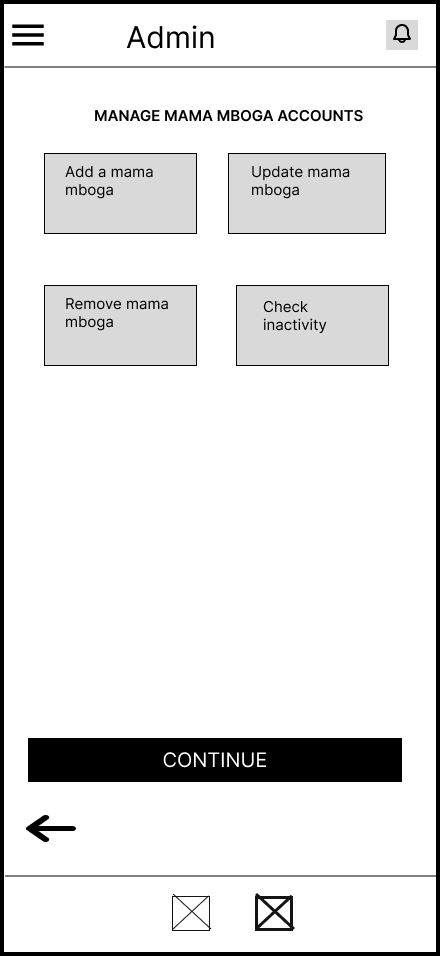 Admin
MANAGE MAMA MBOGA ACCOUNTS
Add a mama
mboga
Update mama
mboga
Remove mama
mboga
Check
inactivity
CONTINUE